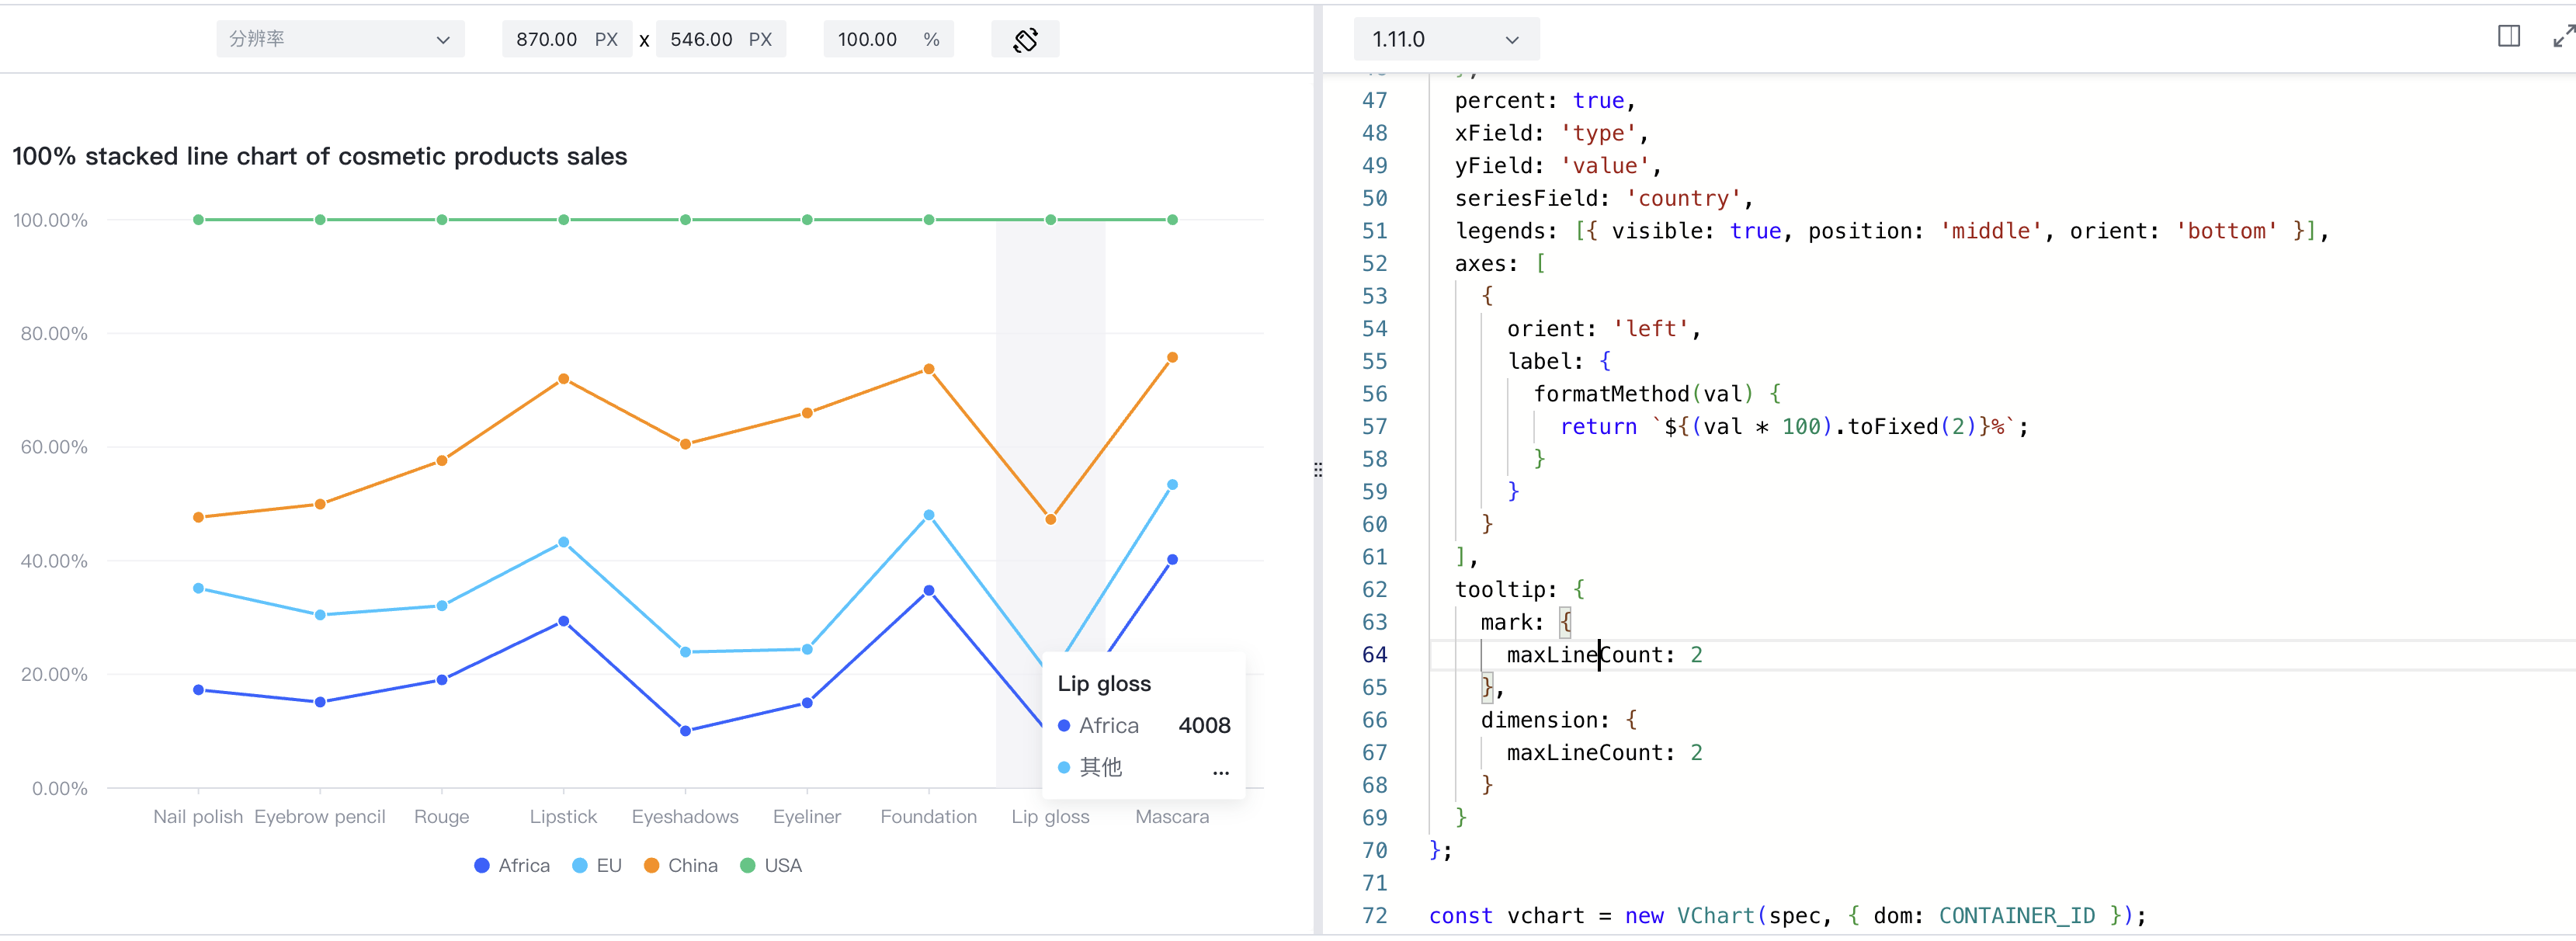 分辨率 870.00 PX x 546.00 PX 100.00 %
100% stacked line chart of cosmetic products sales
100.00%
80.00%
60.00%
40.00%
20.00%
0.00%
Lip gloss
Africa 4008
其他 ...
Nail polish Eyebrow pencil Rouge Lipstick Eyeshadows Eyeliner Foundation Lip gloss Mascara
Africa EU China USA
1.11.0
47 percent: true,
48 xField: 'type',
49 yField: 'value',
50 seriesField: 'country',
51 legends: [{ visible: true, position: 'middle', orient: 'bottom' }],
52 axes: [
53 {
54 orient: 'left',
55 label: {
56 formatMethod(val) {
57 return `${(val * 100).toFixed(2)}%`;
58 }
59 }
60 }
61 ],
62 tooltip: {
63 mark: {
64 maxLineCount: 2
65 },
66 dimension: {
67 maxLineCount: 2
68 }
69 }
70 };
71
72 const vchart = new VChart(spec, { dom: CONTAINER_ID });